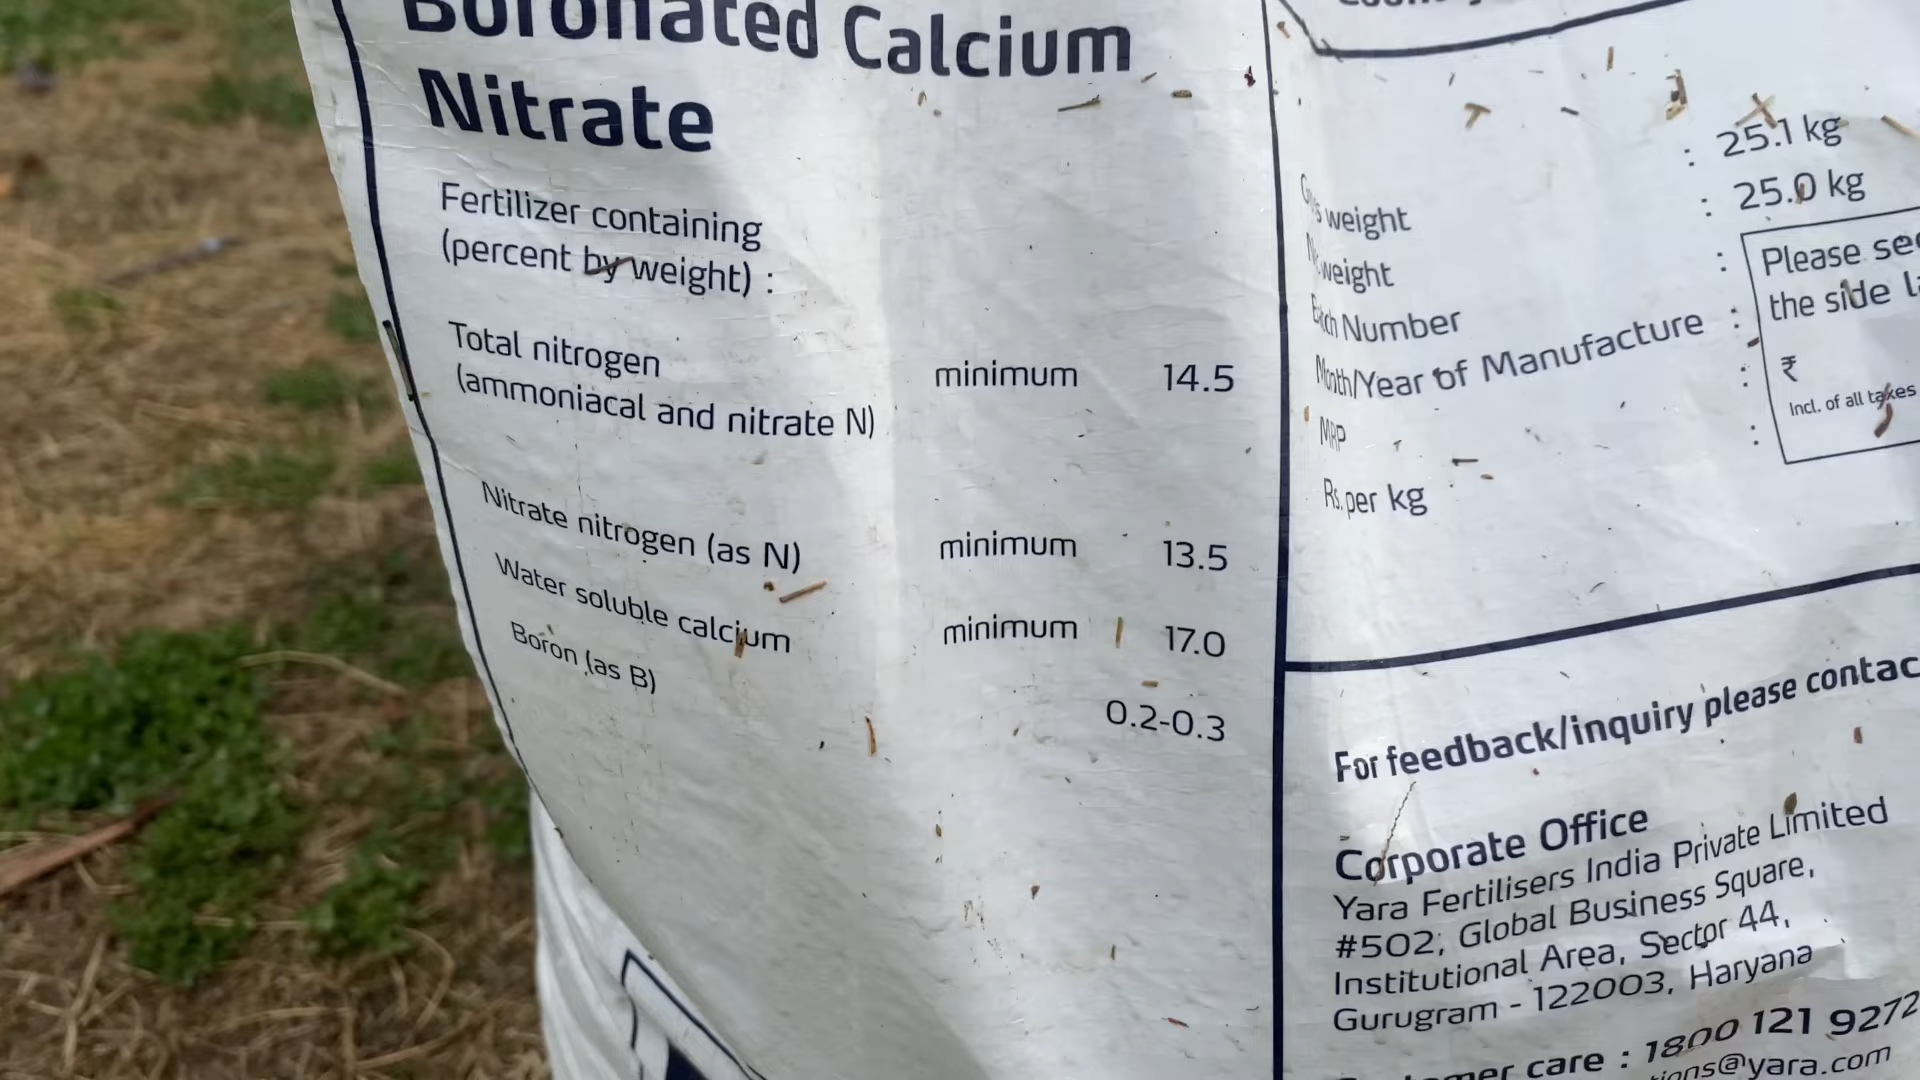 Boronated Calcium
Nitrate
Fertilizer containing
(percent by weight) :
Total nitrogen
(ammoniacal and nitrate N) minimum 14.5
Nitrate nitrogen (as N) minimum 13.5
Water soluble calcium minimum 17.0
Boron (as B) 0.2-0.3
Gross weight : 25.1 kg
Net weight : 25.0 kg
Batch Number :
Month/Year of Manufacture :
MRP :
Rs. per kg :
Please see
the side
₹
Incl. of all taxes
For feedback/inquiry please contac
Corporate Office
Yara Fertilisers India Private Limited
#502, Global Business Square,
Institutional Area, Sector 44,
Gurugram - 122003, Haryana
mer care : 1800 121 9272
ions@yara.com